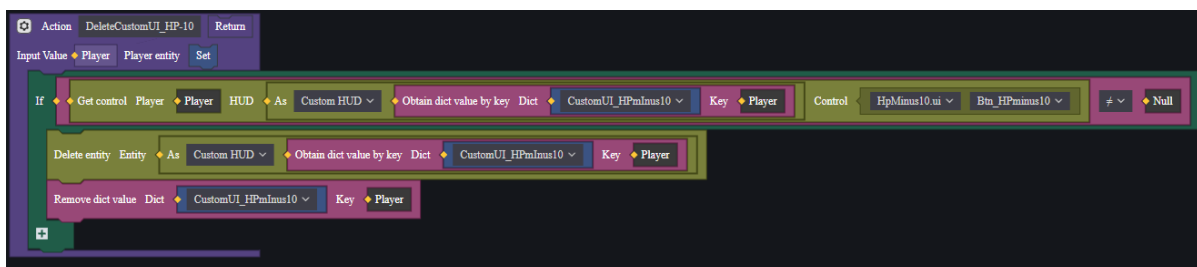 Action DeleteCustomUI_HP-10 Return
Input Value Player Player entity Set
If Get control Player Player HUD As Custom HUD Obtain dict value by key Dict CustomUI_HPmInus10 Key Player Control HpMinus10.ui Btn_HPminus10 ≠ Null
Delete entity Entity As Custom HUD Obtain dict value by key Dict CustomUI_HPmInus10 Key Player
Remove dict value Dict CustomUI_HPmInus10 Key Player